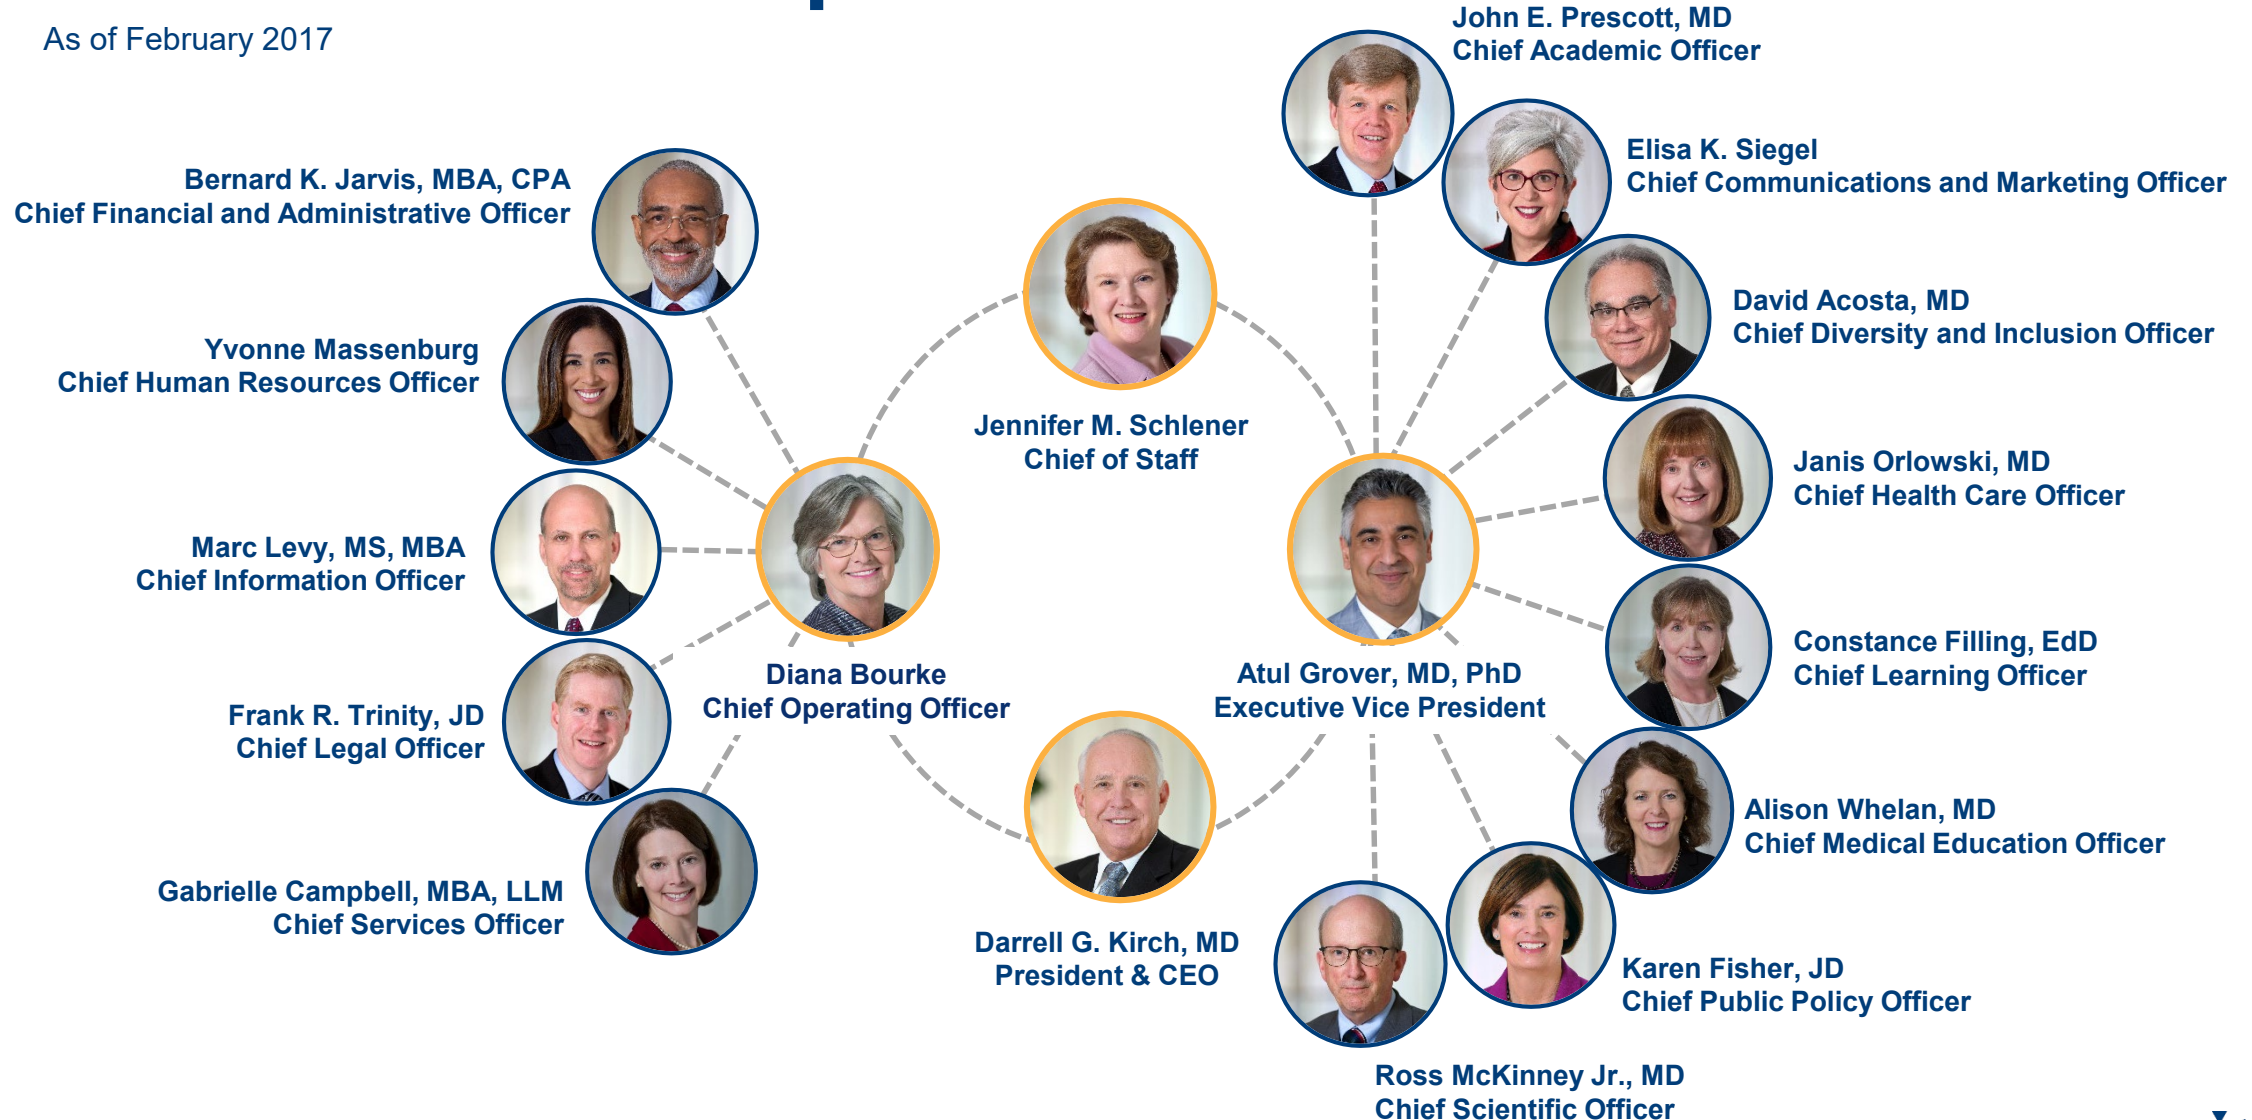 As of February 2017
John E. Prescott, MD
Chief Academic Officer
Elisa K. Siegel
Chief Communications and Marketing Officer
Bernard K. Jarvis, MBA, CPA
Chief Financial and Administrative Officer
David Acosta, MD
Chief Diversity and Inclusion Officer
Yvonne Massenburg
Chief Human Resources Officer
Jennifer M. Schlener
Chief of Staff
Janis Orlowski, MD
Chief Health Care Officer
Marc Levy, MS, MBA
Chief Information Officer
Constance Filling, EdD
Chief Learning Officer
Diana Bourke
Chief Operating Officer
Atul Grover, MD, PhD
Executive Vice President
Frank R. Trinity, JD
Chief Legal Officer
Alison Whelan, MD
Chief Medical Education Officer
Gabrielle Campbell, MBA, LLM
Chief Services Officer
Darrell G. Kirch, MD
President & CEO
Karen Fisher, JD
Chief Public Policy Officer
Ross McKinney Jr., MD
Chief Scientific Officer